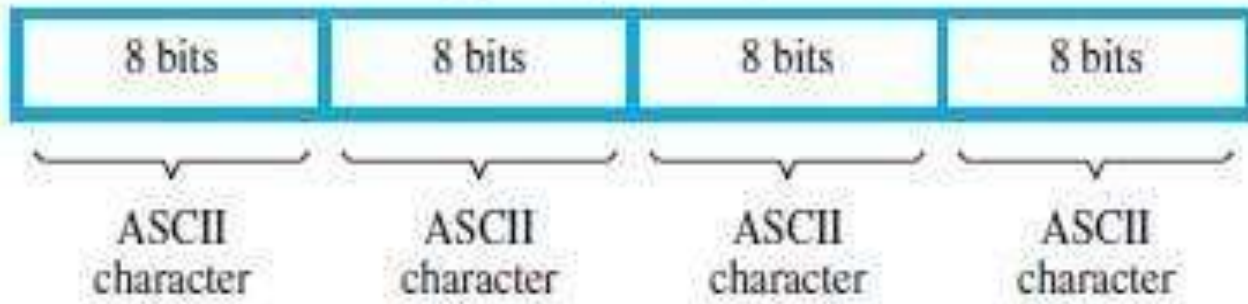 8 bits 8 bits 8 bits 8 bits
ASCII ASCII ASCII ASCII
character character character character